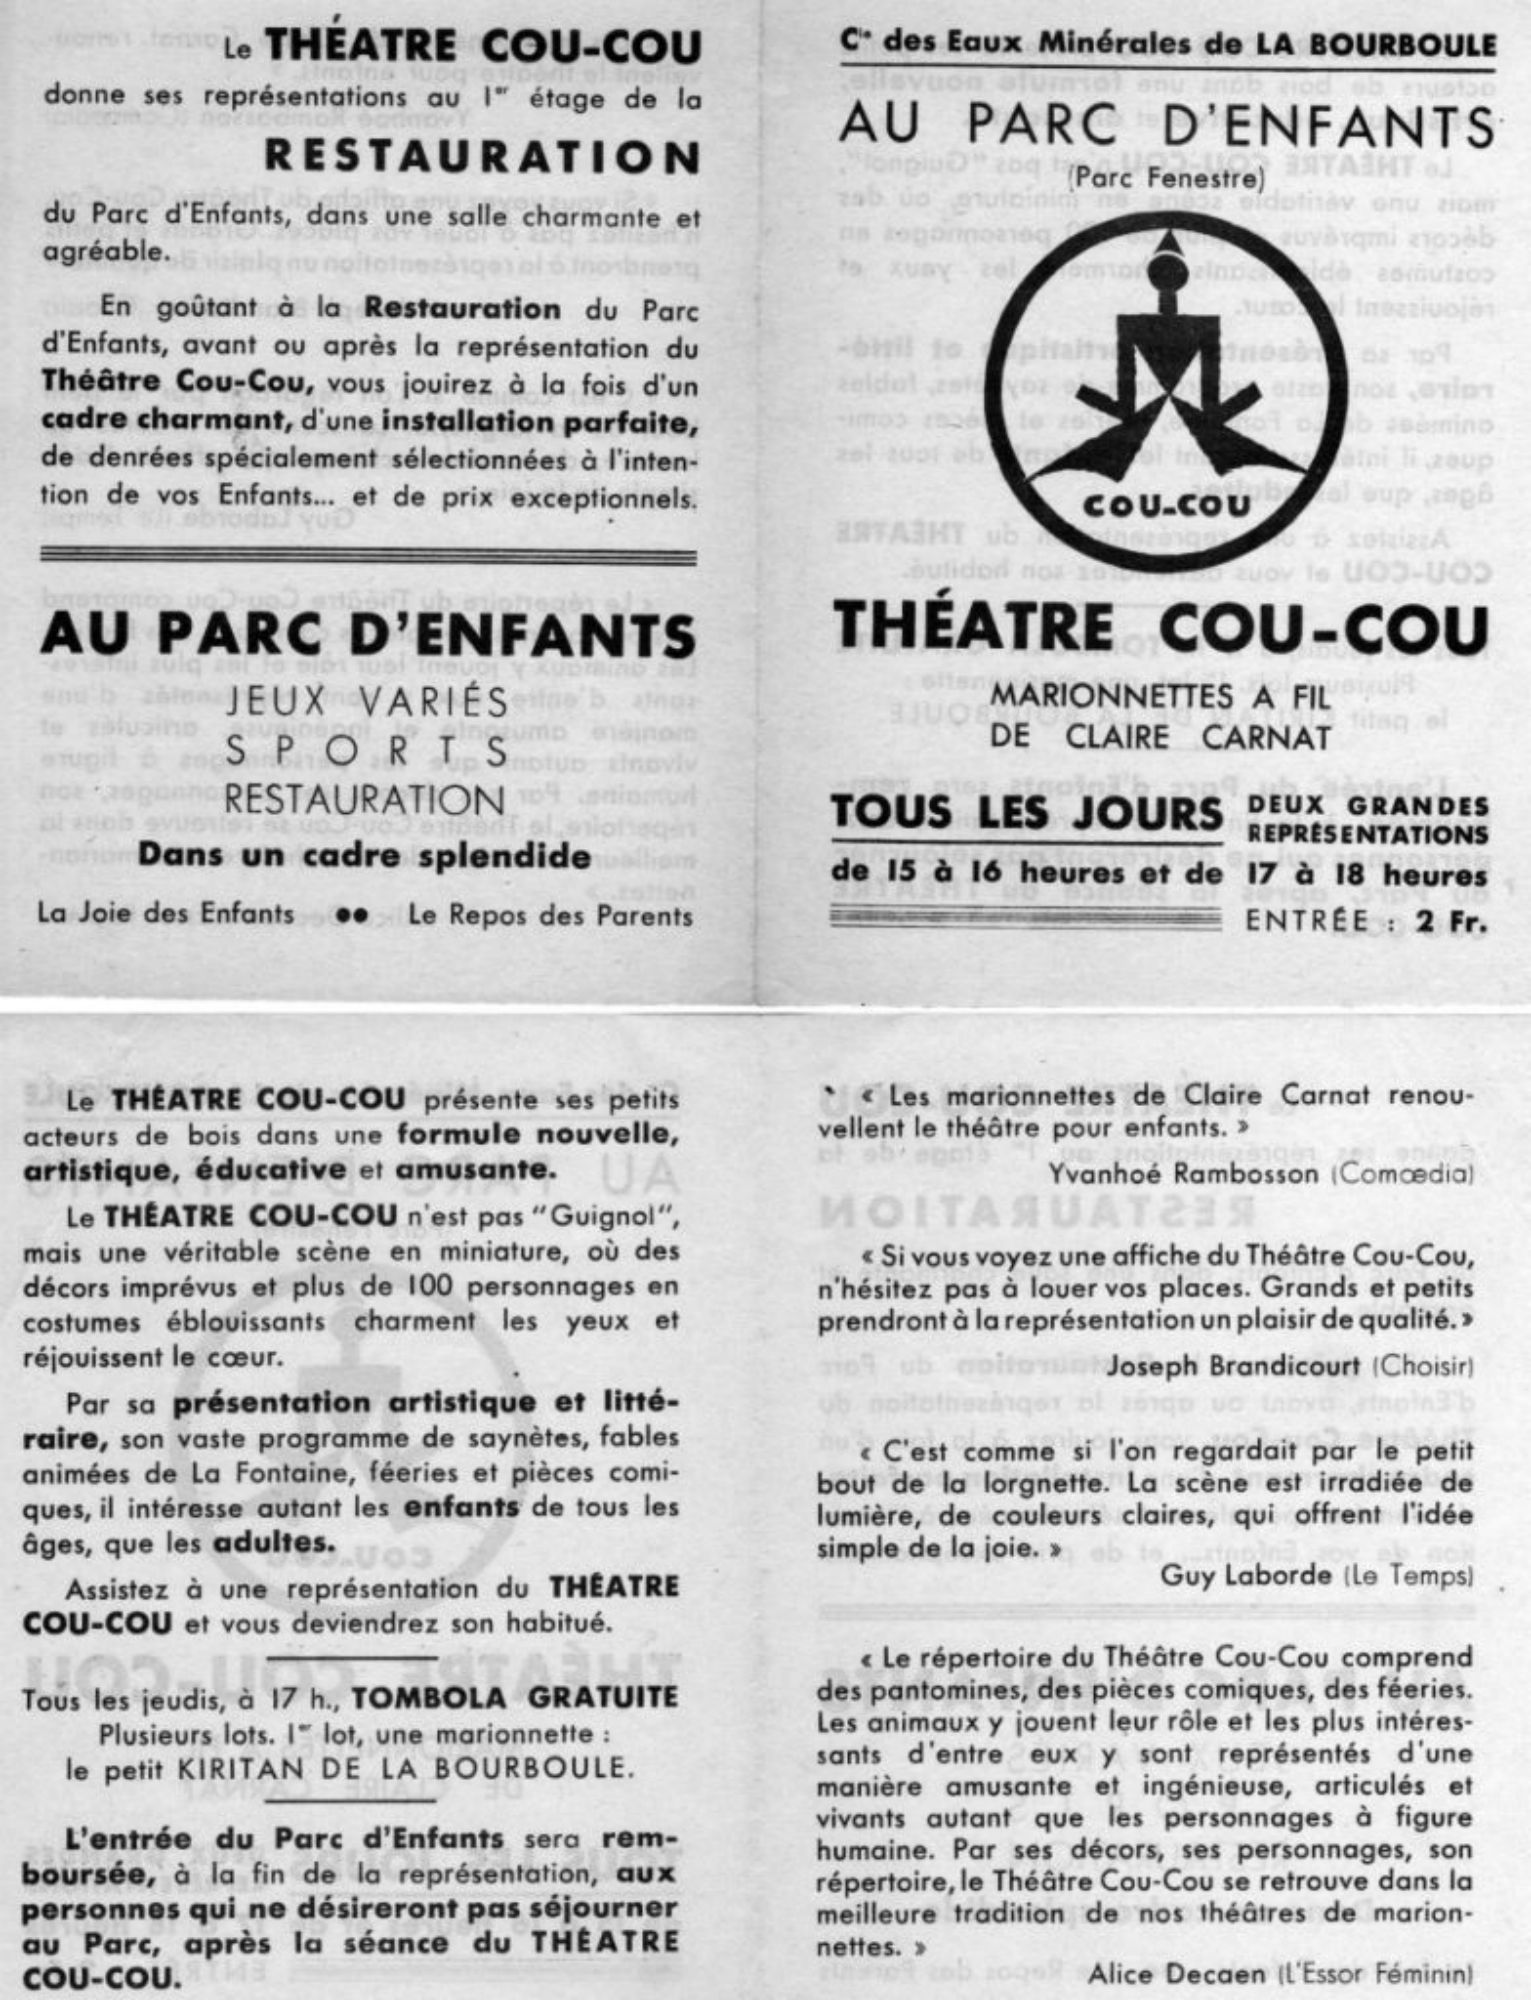 Le THÉATRE COU-COU
donne ses représentations au 1er étage de la
RESTAURATION
du Parc d'Enfants, dans une salle charmante et
agréable.
En goûtant à la Restauration du Parc
d'Enfants, avant ou après la représentation du
Théâtre Cou-Cou, vous jouirez à la fois d'un
cadre charmant, d'une installation parfaite,
de denrées spécialement sélectionnées à l'inten-
tion de vos Enfants... et de prix exceptionnels.
AU PARC D'ENFANTS
JEUX VARIÉS
SPORTS
RESTAURATION
Dans un cadre splendide
La Joie des Enfants ●● Le Repos des Parents
Cie des Eaux Minérales de LA BOURBOULE
AU PARC D'ENFANTS
(Parc Fenestre)
COU-COU
THÉATRE COU-COU
MARIONNETTES A FIL
DE CLAIRE CARNAT
TOUS LES JOURS DEUX GRANDES
REPRÉSENTATIONS
de 15 à 16 heures et de 17 à 18 heures
ENTRÉE : 2 Fr.
Le THÉATRE COU-COU présente ses petits
acteurs de bois dans une formule nouvelle,
artistique, éducative et amusante.
Le THÉATRE COU-COU n'est pas "Guignol",
mais une véritable scène en miniature, où des
décors imprévus et plus de 100 personnages en
costumes éblouissants charment les yeux et
réjouissent le cœur.
Par sa présentation artistique et litté-
raire, son vaste programme de saynètes, fables
animées de La Fontaine, féeries et pièces comi-
ques, il intéresse autant les enfants de tous les
âges, que les adultes.
Assistez à une représentation du THÉATRE
COU-COU et vous deviendrez son habitué.
Tous les jeudis, à 17 h., TOMBOLA GRATUITE
Plusieurs lots. 1er lot, une marionnette :
le petit KIRITAN DE LA BOURBOULE.
L'entrée du Parc d'Enfants sera rem-
boursée, à la fin de la représentation, aux
personnes qui ne désireront pas séjourner
au Parc, après la séance du THÉATRE
COU-COU.
« Les marionnettes de Claire Carnat renou-
vellent le théâtre pour enfants. »
Yvanhoé Rambosson (Comœdia)
« Si vous voyez une affiche du Théâtre Cou-Cou,
n'hésitez pas à louer vos places. Grands et petits
prendront à la représentation un plaisir de qualité. »
Joseph Brandicourt (Choisir)
« C'est comme si l'on regardait par le petit
bout de la lorgnette. La scène est irradiée de
lumière, de couleurs claires, qui offrent l'idée
simple de la joie. »
Guy Laborde (Le Temps)
« Le répertoire du Théâtre Cou-Cou comprend
des pantomines, des pièces comiques, des féeries.
Les animaux y jouent leur rôle et les plus intéres-
sants d'entre eux y sont représentés d'une
manière amusante et ingénieuse, articulés et
vivants autant que les personnages à figure
humaine. Par ses décors, ses personnages, son
répertoire, le Théâtre Cou-Cou se retrouve dans la
meilleure tradition de nos théâtres de marion-
nettes. »
Alice Decaen (L'Essor Féminin)